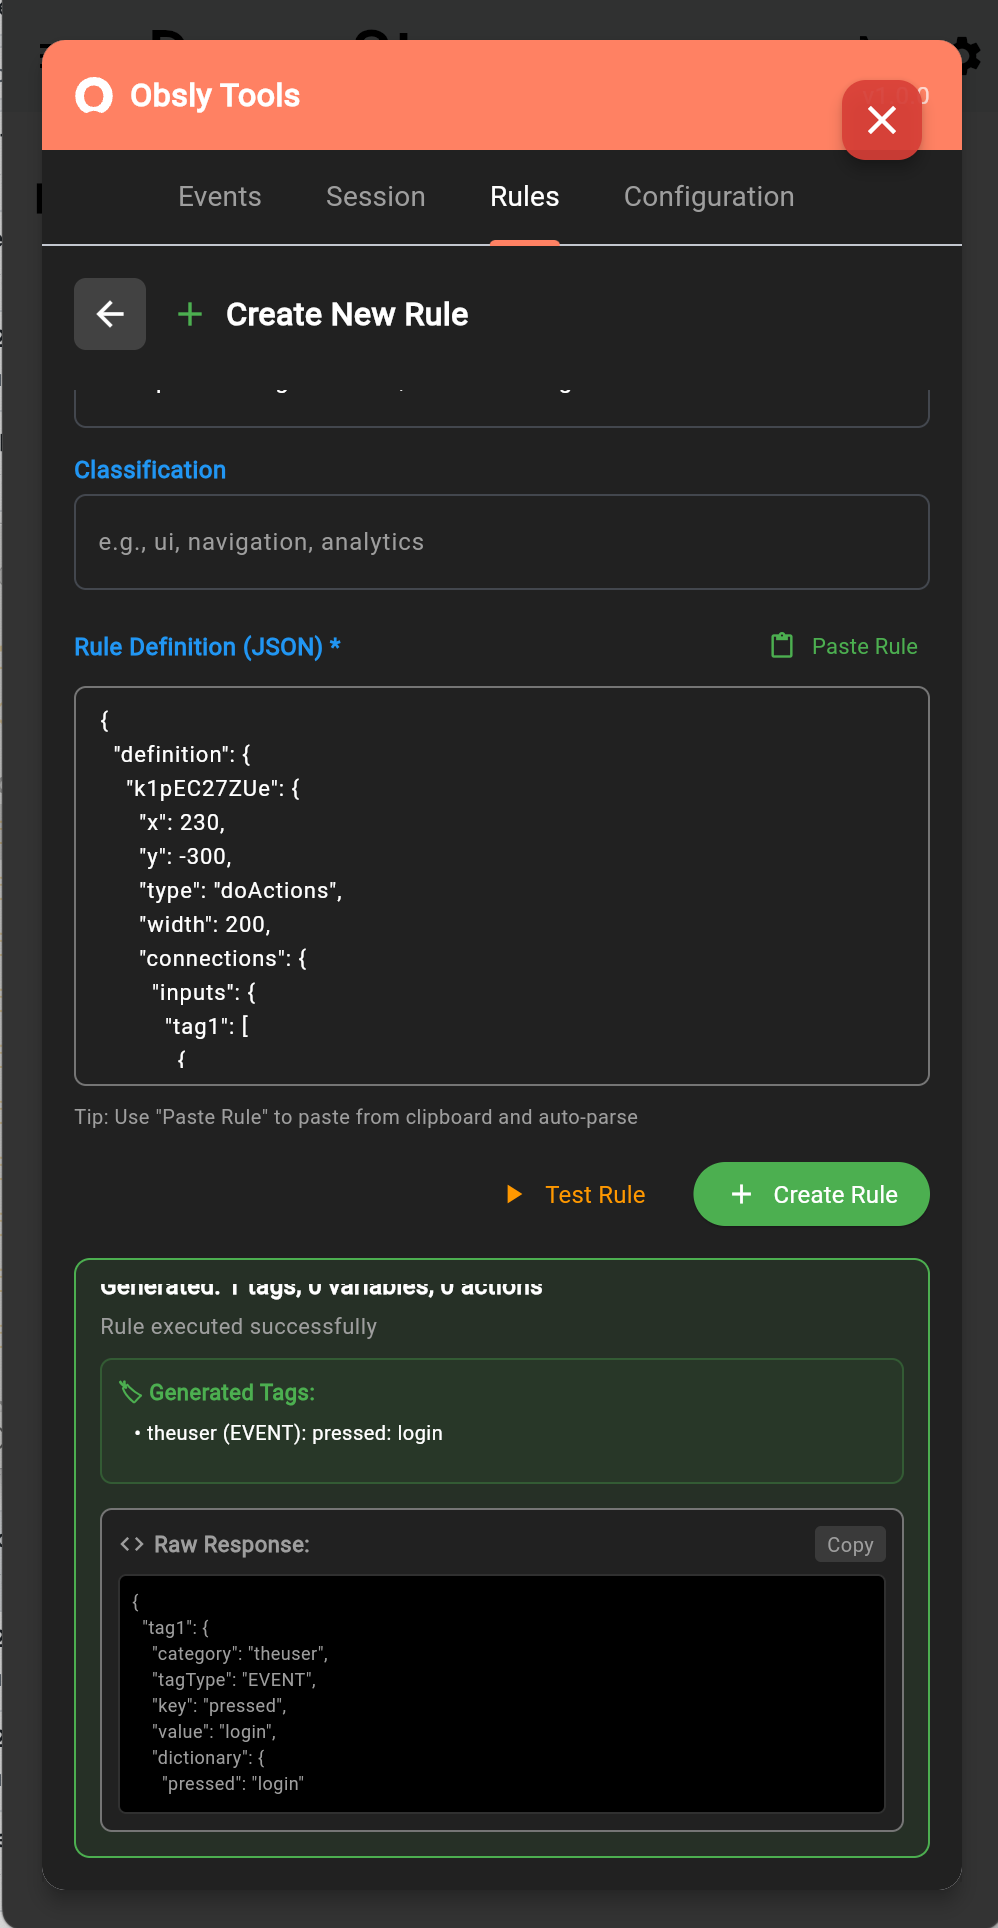 Obsly Tools
Events Session Rules Configuration
+ Create New Rule
Classification
e.g., ui, navigation, analytics
Rule Definition (JSON) *
Paste Rule
{
"definition": {
"k1pEC27ZUe": {
"x": 230,
"y": -300,
"type": "doActions",
"width": 200,
"connections": {
"inputs": {
"tag1": [
{
Tip: Use "Paste Rule" to paste from clipboard and auto-parse
Test Rule
+ Create Rule
Generated: 1 tags, 0 variables, 0 actions
Rule executed successfully
Generated Tags:
• theuser (EVENT): pressed: login
<> Raw Response:
Copy
{
"tag1": {
"category": "theuser",
"tagType": "EVENT",
"key": "pressed",
"value": "login",
"dictionary": {
"pressed": "login"